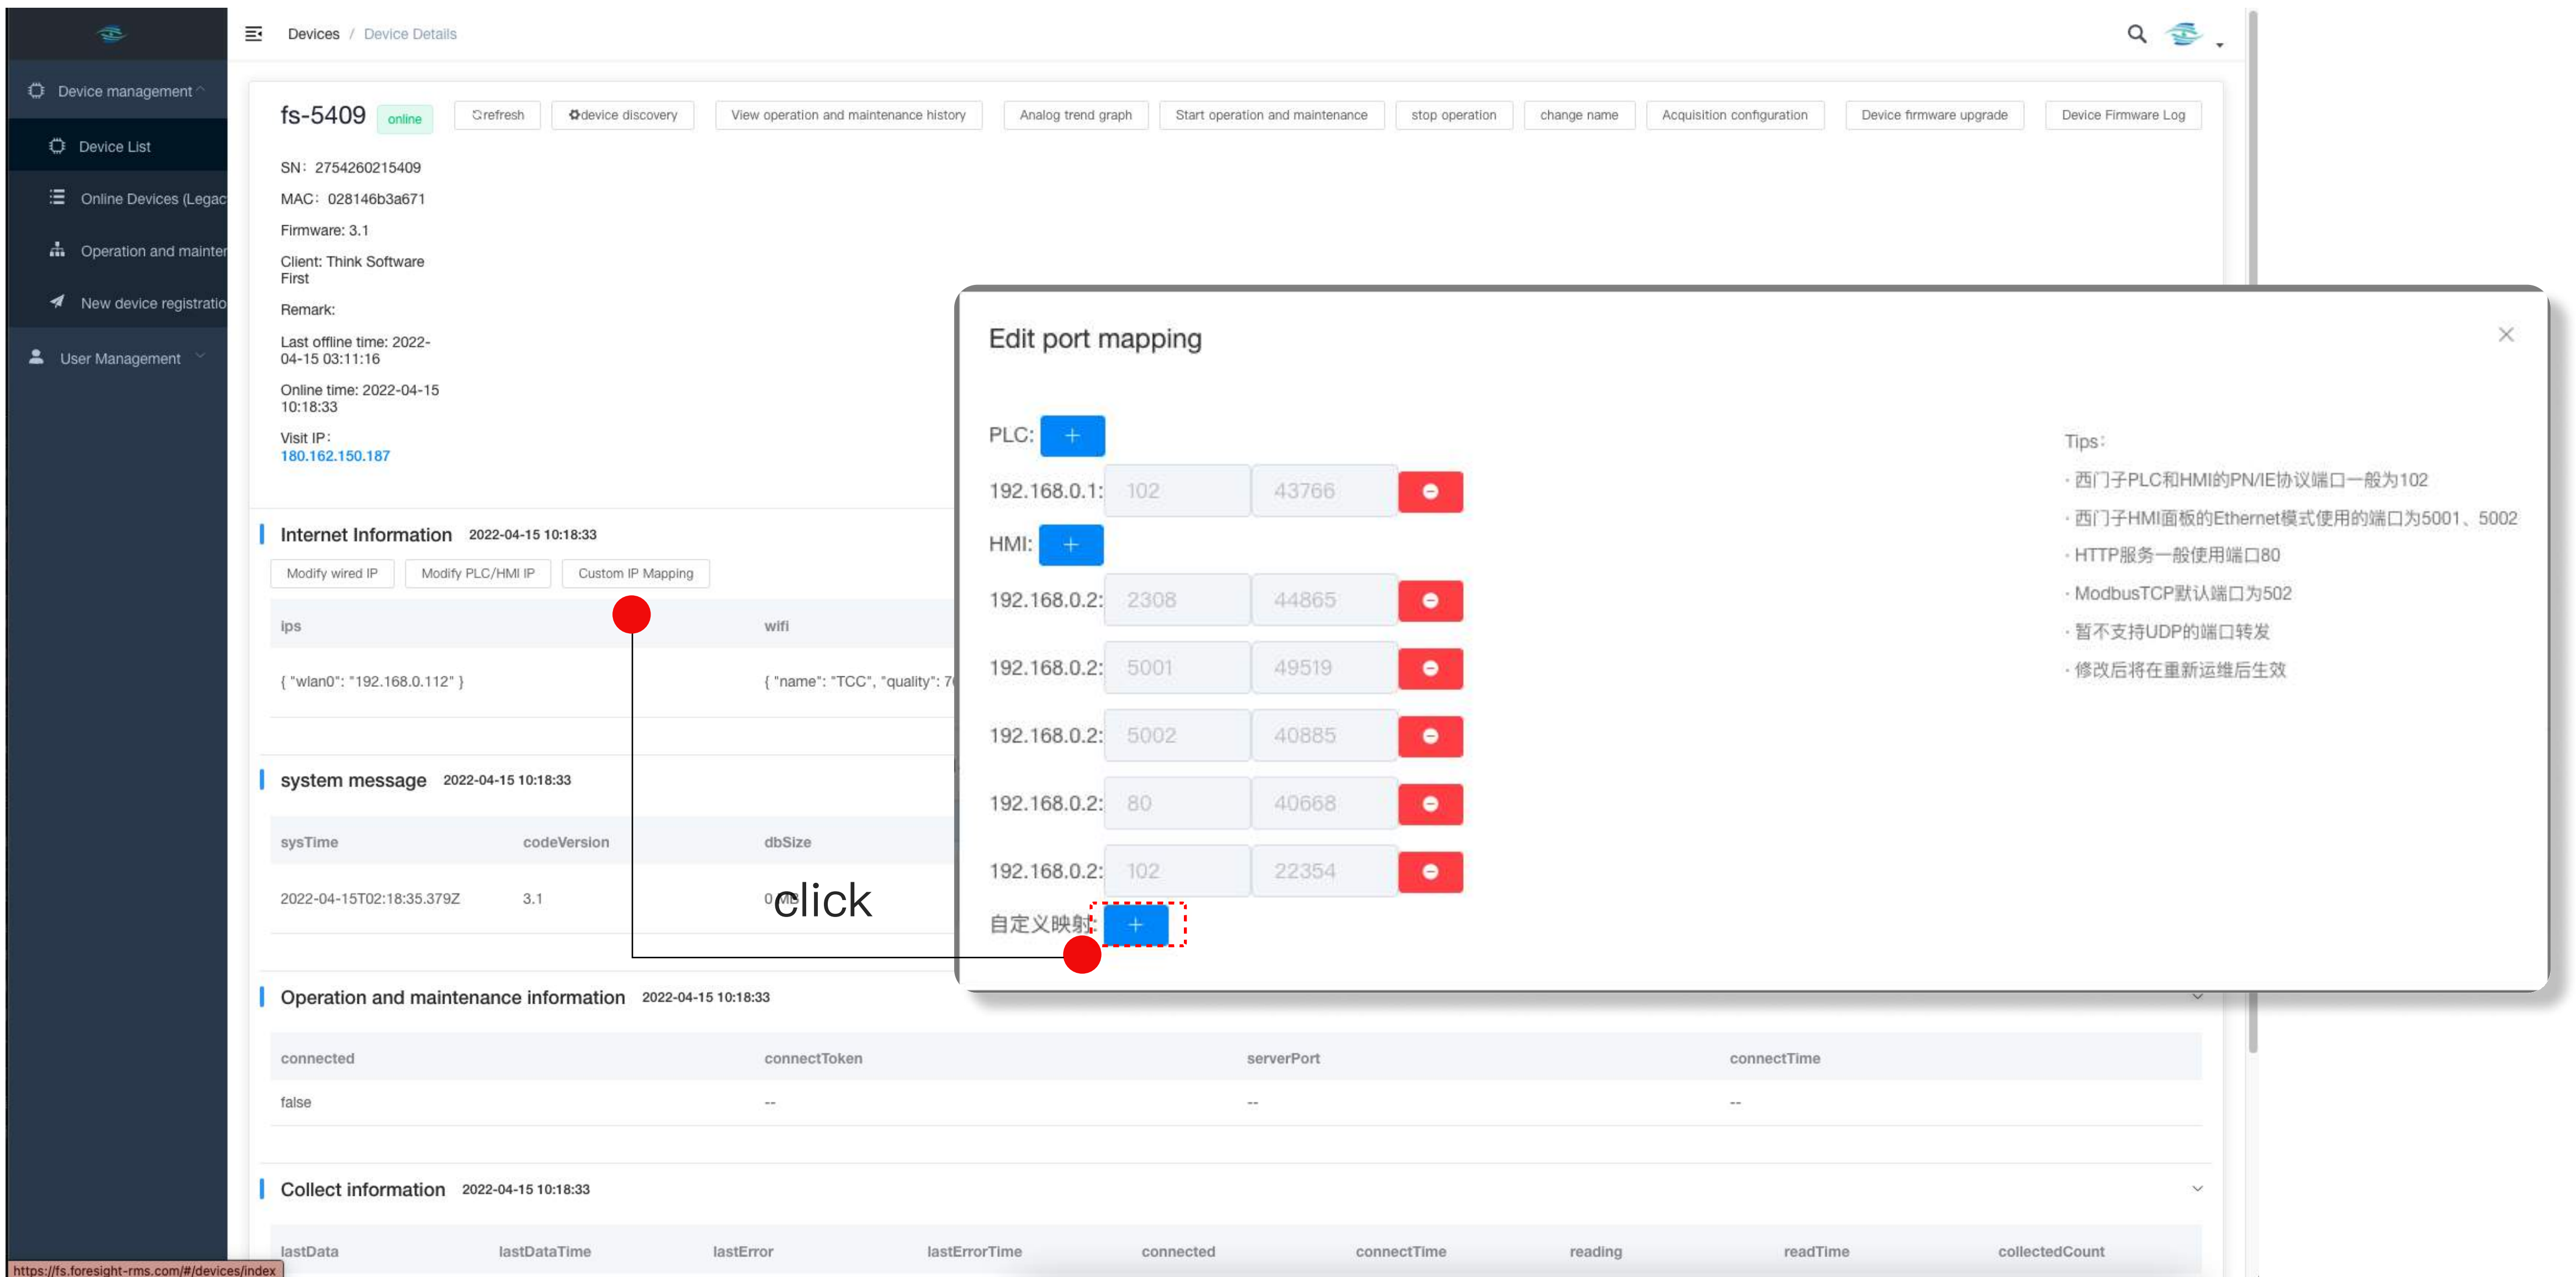 Devices / Device Details
Device management
Device List
Online Devices (Legac
Operation and mainter
New device registratio
User Management
fs-5409 online refresh device discovery View operation and maintenance history Analog trend graph Start operation and maintenance stop operation change name Acquisition configuration Device firmware upgrade Device Firmware Log
SN: 2754260215409
MAC: 028146b3a671
Firmware: 3.1
Client: Think Software
First
Remark:
Last offline time: 2022-
04-15 03:11:16
Online time: 2022-04-15
10:18:33
Visit IP:
180.162.150.187
Internet Information 2022-04-15 10:18:33
Modify wired IP Modify PLC/HMI IP Custom IP Mapping
ips wifi
{ "wlan0": "192.168.0.112" } { "name": "TCC", "quality": 7
system message 2022-04-15 10:18:33
sysTime codeVersion dbSize
2022-04-15T02:18:35.379Z 3.1 0 MB
click
Edit port mapping
PLC: +
192.168.0.1: 102 43766
HMI: +
192.168.0.2: 2308 44865
192.168.0.2: 5001 49519
192.168.0.2: 5002 40885
192.168.0.2: 80 40668
192.168.0.2: 102 22354
自定义映射: +
Tips:
· 西门子PLC和HMI的PN/IE协议端口一般为102
· 西门子HMI面板的Ethernet模式使用的端口为5001、5002
· HTTP服务一般使用端口80
· ModbusTCP默认端口为502
· 暂不支持UDP的端口转发
· 修改后将在重新运维后生效
Operation and maintenance information 2022-04-15 10:18:33
connected connectToken serverPort connectTime
false -- -- --
Collect information 2022-04-15 10:18:33
lastData lastDataTime lastError lastErrorTime connected connectTime reading readTime collectedCount
https://fs.foresight-rms.com/#/devices/index